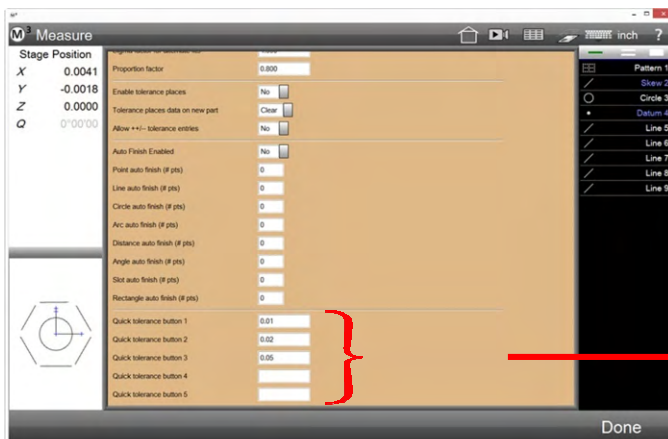 M³ Measure
inch ?
Stage Position
X 0.0041
Y -0.0018
Z 0.0000
Q 0°00'00
Proportion factor 0.800
Enable tolerance places No
Tolerance places data on new part Clear
Allow ++/-- tolerance entries No
Auto Finish Enabled No
Point auto finish (# pts) 0
Line auto finish (# pts) 0
Circle auto finish (# pts) 0
Arc auto finish (# pts) 0
Distance auto finish (# pts) 0
Angle auto finish (# pts) 0
Slot auto finish (# pts) 0
Rectangle auto finish (# pts) 0
Quick tolerance button 1 0.01
Quick tolerance button 2 0.02
Quick tolerance button 3 0.05
Quick tolerance button 4
Quick tolerance button 5
Pattern 1
Skew 2
Circle 3
Datum 4
Line 5
Line 6
Line 7
Line 8
Line 9
Done